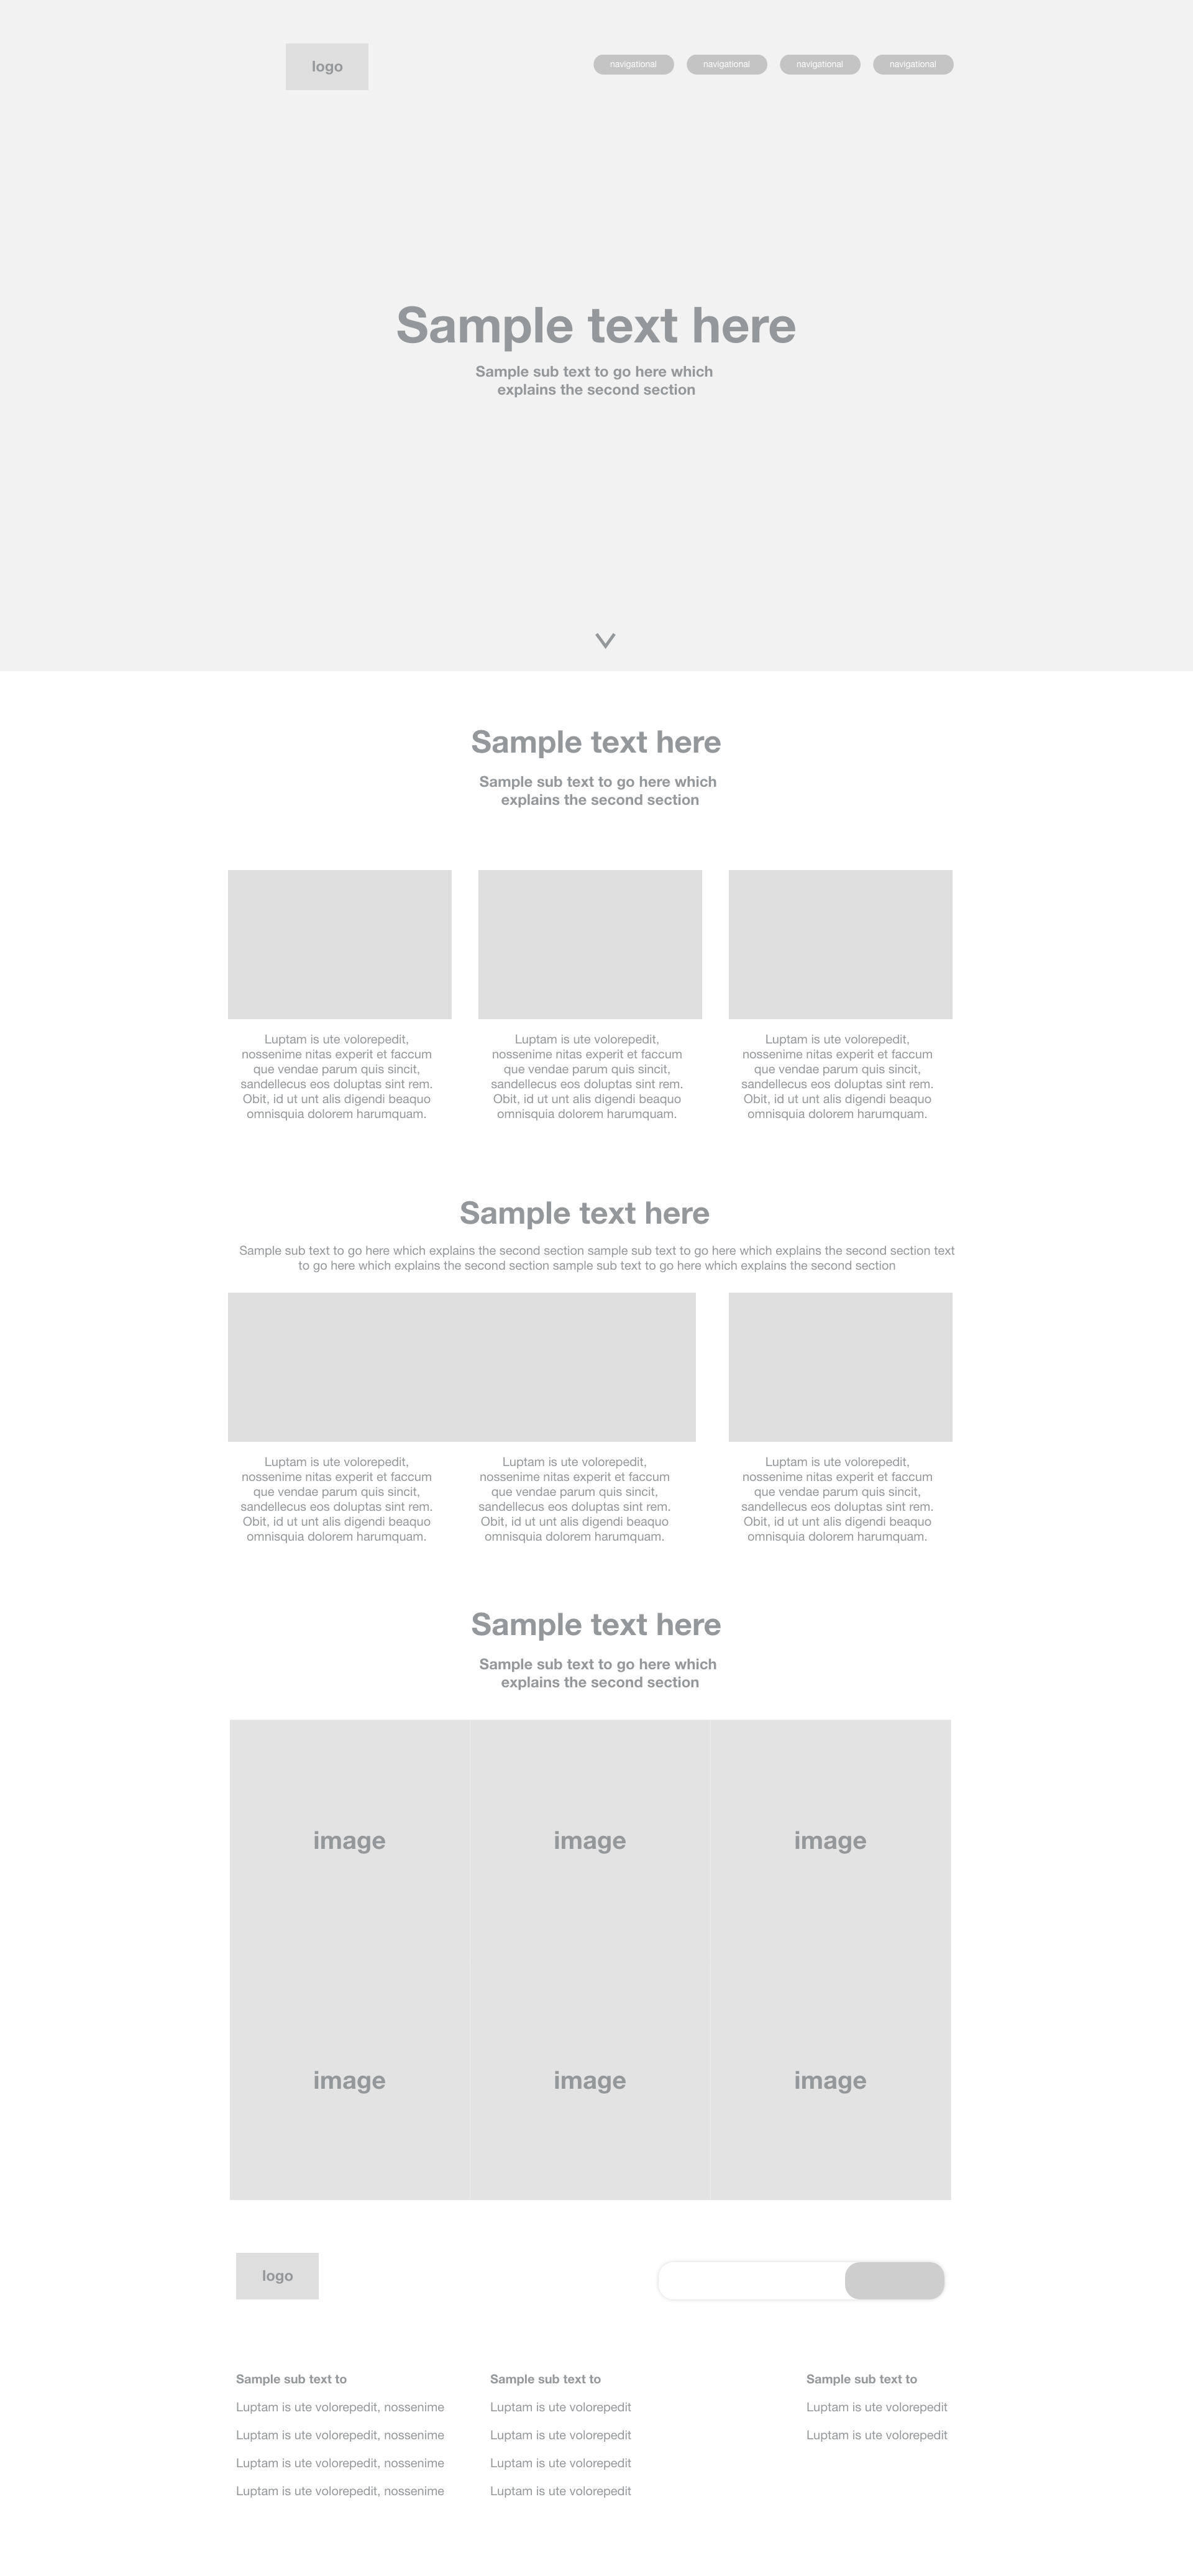 logo
navigational navigational navigational navigational
Sample text here
Sample sub text to go here which
explains the second section
Sample text here
Sample sub text to go here which
explains the second section
Luptam is ute volorepedit,
nossenime nitas experit et faccum
que vendae parum quis sincit,
sandellecus eos doluptas sint rem.
Obit, id ut unt alis digendi beaquo
omnisquia dolorem harumquam.
Luptam is ute volorepedit,
nossenime nitas experit et faccum
que vendae parum quis sincit,
sandellecus eos doluptas sint rem.
Obit, id ut unt alis digendi beaquo
omnisquia dolorem harumquam.
Luptam is ute volorepedit,
nossenime nitas experit et faccum
que vendae parum quis sincit,
sandellecus eos doluptas sint rem.
Obit, id ut unt alis digendi beaquo
omnisquia dolorem harumquam.
Sample text here
Sample sub text to go here which explains the second section sample sub text to go here which explains the second section text
to go here which explains the second section sample sub text to go here which explains the second section
Luptam is ute volorepedit,
nossenime nitas experit et faccum
que vendae parum quis sincit,
sandellecus eos doluptas sint rem.
Obit, id ut unt alis digendi beaquo
omnisquia dolorem harumquam.
Luptam is ute volorepedit,
nossenime nitas experit et faccum
que vendae parum quis sincit,
sandellecus eos doluptas sint rem.
Obit, id ut unt alis digendi beaquo
omnisquia dolorem harumquam.
Luptam is ute volorepedit,
nossenime nitas experit et faccum
que vendae parum quis sincit,
sandellecus eos doluptas sint rem.
Obit, id ut unt alis digendi beaquo
omnisquia dolorem harumquam.
Sample text here
Sample sub text to go here which
explains the second section
image image image
image image image
logo
Sample sub text to
Luptam is ute volorepedit, nossenime
Luptam is ute volorepedit, nossenime
Luptam is ute volorepedit, nossenime
Luptam is ute volorepedit, nossenime
Sample sub text to
Luptam is ute volorepedit
Luptam is ute volorepedit
Luptam is ute volorepedit
Luptam is ute volorepedit
Sample sub text to
Luptam is ute volorepedit
Luptam is ute volorepedit